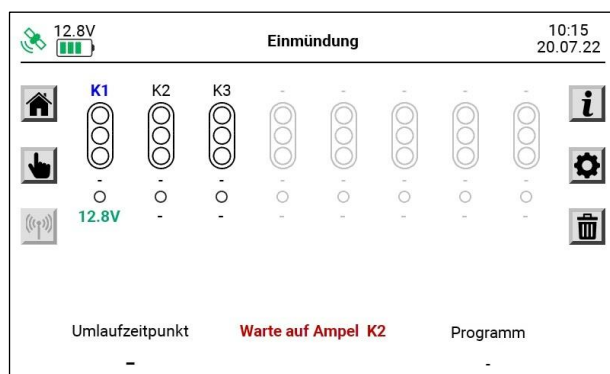 12.8V
Einmündung
10:15
20.07.22
K1 K2 K3 - - - - -
- - - - - - - -
12.8V - - - - - - -
Umlaufzeitpunkt Warte auf Ampel K2 Programm
- -